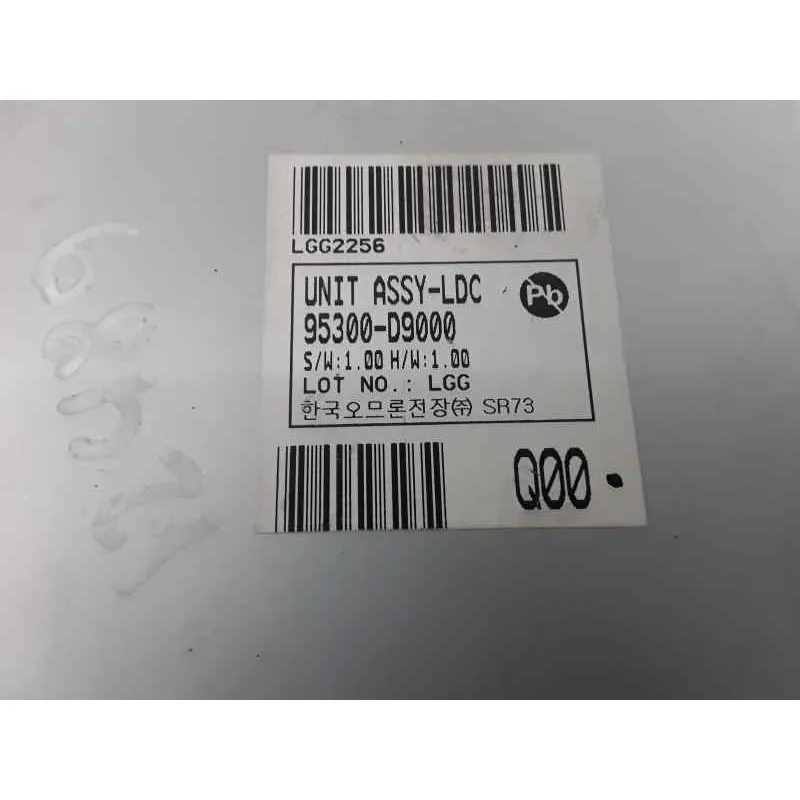 LGG2256
UNIT ASSY-LDC
Pb
95300-D9000
S/W:1.00 H/W:1.00
LOT NO.: LGG
한국오므론전장㈜ SR73
Q00